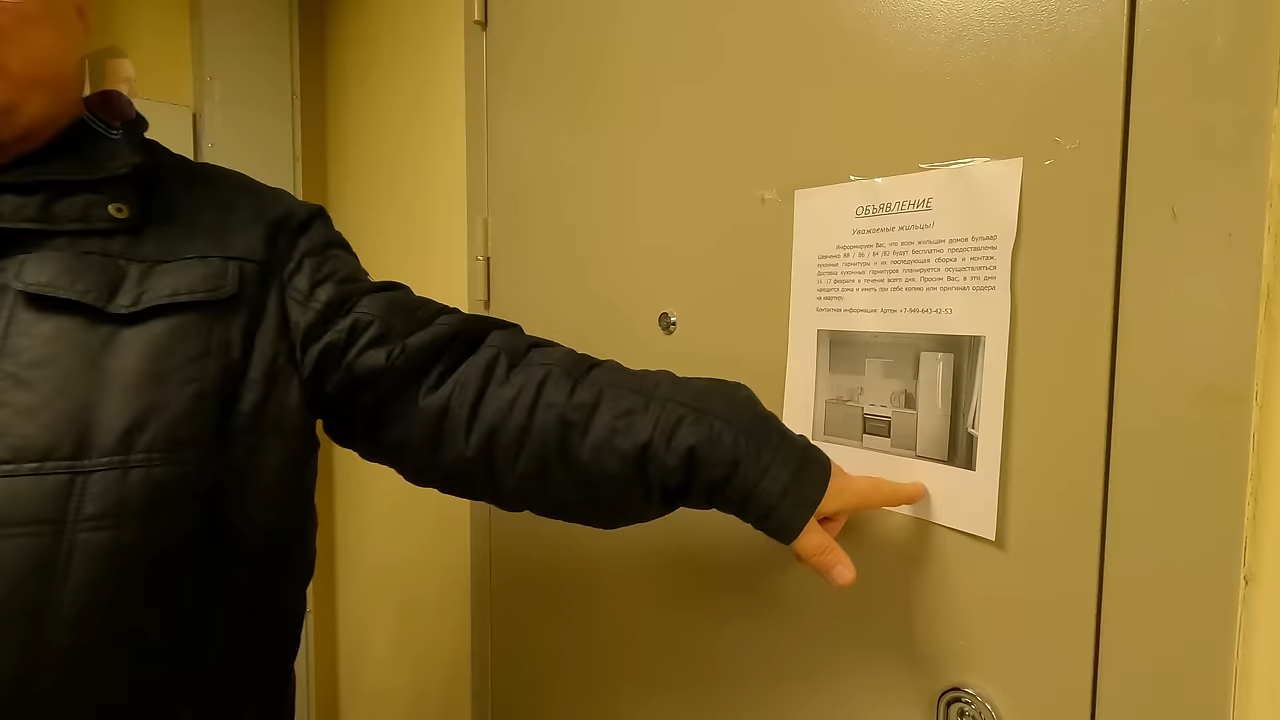 ОБЪЯВЛЕНИЕ
Уважаемые жильцы!
Информируем Вас, что всем жильцам домов бульвар
Шевченко 88 / 86 / 84 /82 будут бесплатно предоставлены
кухонные гарнитуры и их последующая сборка и монтаж.
Доставка кухонных гарнитуров планируется осуществляться
16 -17 февраля в течение всего дня. Просим Вас, в эти дни
находится дома и иметь при себе копию или оригинал ордера
на квартиру.
Контактная информация: Артем +7-949-643-42-53